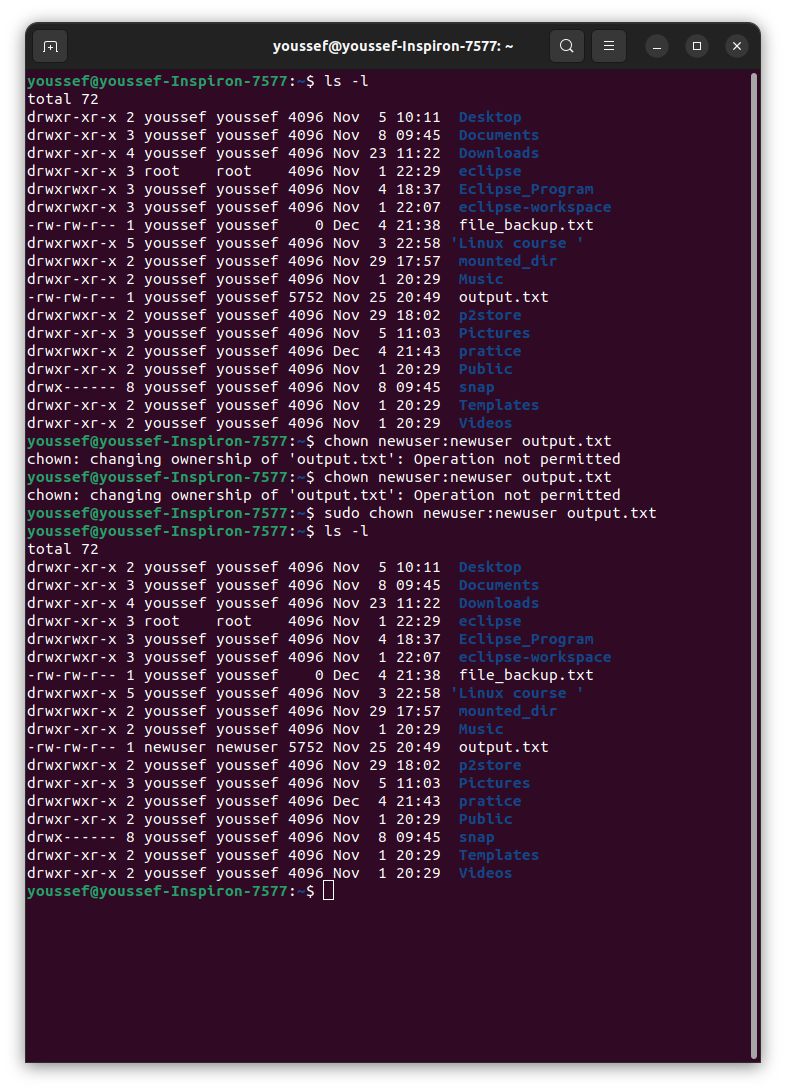 youssef@youssef-Inspiron-7577: ~
youssef@youssef-Inspiron-7577:~$ ls -l
total 72
drwxr-xr-x 2 youssef youssef 4096 Nov  5 10:11  Desktop
drwxr-xr-x 3 youssef youssef 4096 Nov  8 09:45  Documents
drwxr-xr-x 4 youssef youssef 4096 Nov 23 11:22  Downloads
drwxr-xr-x 3 root    root    4096 Nov  1 22:29  eclipse
drwxrwxr-x 3 youssef youssef 4096 Nov  4 18:37  Eclipse_Program
drwxrwxr-x 3 youssef youssef 4096 Nov  1 22:07  eclipse-workspace
-rw-rw-r-- 1 youssef youssef    0 Dec  4 21:38  file_backup.txt
drwxrwxr-x 5 youssef youssef 4096 Nov  3 22:58 'Linux course '
drwxrwxr-x 2 youssef youssef 4096 Nov 29 17:57  mounted_dir
drwxr-xr-x 2 youssef youssef 4096 Nov  1 20:29  Music
-rw-rw-r-- 1 youssef youssef 5752 Nov 25 20:49  output.txt
drwxrwxr-x 2 youssef youssef 4096 Nov 29 18:02  p2store
drwxr-xr-x 3 youssef youssef 4096 Nov  5 11:03  Pictures
drwxrwxr-x 2 youssef youssef 4096 Dec  4 21:43  pratice
drwxr-xr-x 2 youssef youssef 4096 Nov  1 20:29  Public
drwx------ 8 youssef youssef 4096 Nov  8 09:45  snap
drwxr-xr-x 2 youssef youssef 4096 Nov  1 20:29  Templates
drwxr-xr-x 2 youssef youssef 4096 Nov  1 20:29  Videos
youssef@youssef-Inspiron-7577:~$ chown newuser:newuser output.txt
chown: changing ownership of 'output.txt': Operation not permitted
youssef@youssef-Inspiron-7577:~$ chown newuser:newuser output.txt
chown: changing ownership of 'output.txt': Operation not permitted
youssef@youssef-Inspiron-7577:~$ sudo chown newuser:newuser output.txt
youssef@youssef-Inspiron-7577:~$ ls -l
total 72
drwxr-xr-x 2 youssef youssef 4096 Nov  5 10:11  Desktop
drwxr-xr-x 3 youssef youssef 4096 Nov  8 09:45  Documents
drwxr-xr-x 4 youssef youssef 4096 Nov 23 11:22  Downloads
drwxr-xr-x 3 root    root    4096 Nov  1 22:29  eclipse
drwxrwxr-x 3 youssef youssef 4096 Nov  4 18:37  Eclipse_Program
drwxrwxr-x 3 youssef youssef 4096 Nov  1 22:07  eclipse-workspace
-rw-rw-r-- 1 youssef youssef    0 Dec  4 21:38  file_backup.txt
drwxrwxr-x 5 youssef youssef 4096 Nov  3 22:58 'Linux course '
drwxrwxr-x 2 youssef youssef 4096 Nov 29 17:57  mounted_dir
drwxr-xr-x 2 youssef youssef 4096 Nov  1 20:29  Music
-rw-rw-r-- 1 newuser newuser 5752 Nov 25 20:49  output.txt
drwxrwxr-x 2 youssef youssef 4096 Nov 29 18:02  p2store
drwxr-xr-x 3 youssef youssef 4096 Nov  5 11:03  Pictures
drwxrwxr-x 2 youssef youssef 4096 Dec  4 21:43  pratice
drwxr-xr-x 2 youssef youssef 4096 Nov  1 20:29  Public
drwx------ 8 youssef youssef 4096 Nov  8 09:45  snap
drwxr-xr-x 2 youssef youssef 4096 Nov  1 20:29  Templates
drwxr-xr-x 2 youssef youssef 4096 Nov  1 20:29  Videos
youssef@youssef-Inspiron-7577:~$